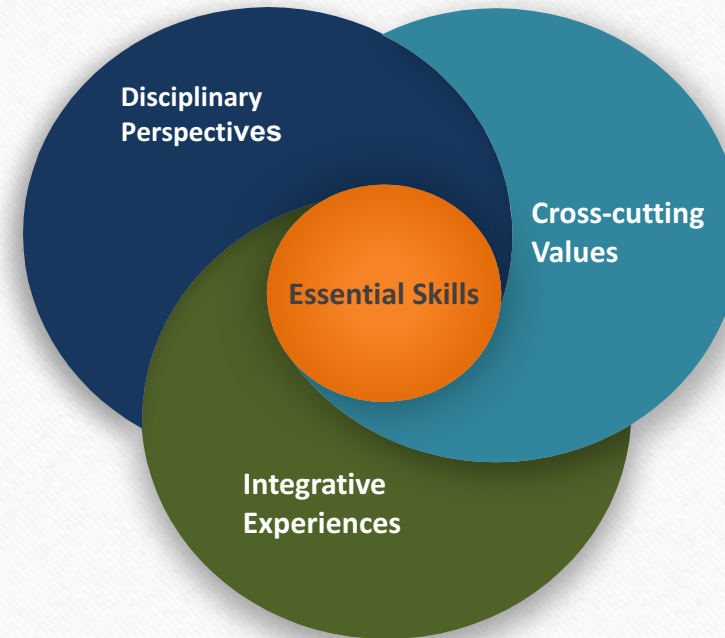 Disciplinary
Perspectives
Cross-cutting
Values
Essential Skills
Integrative
Experiences